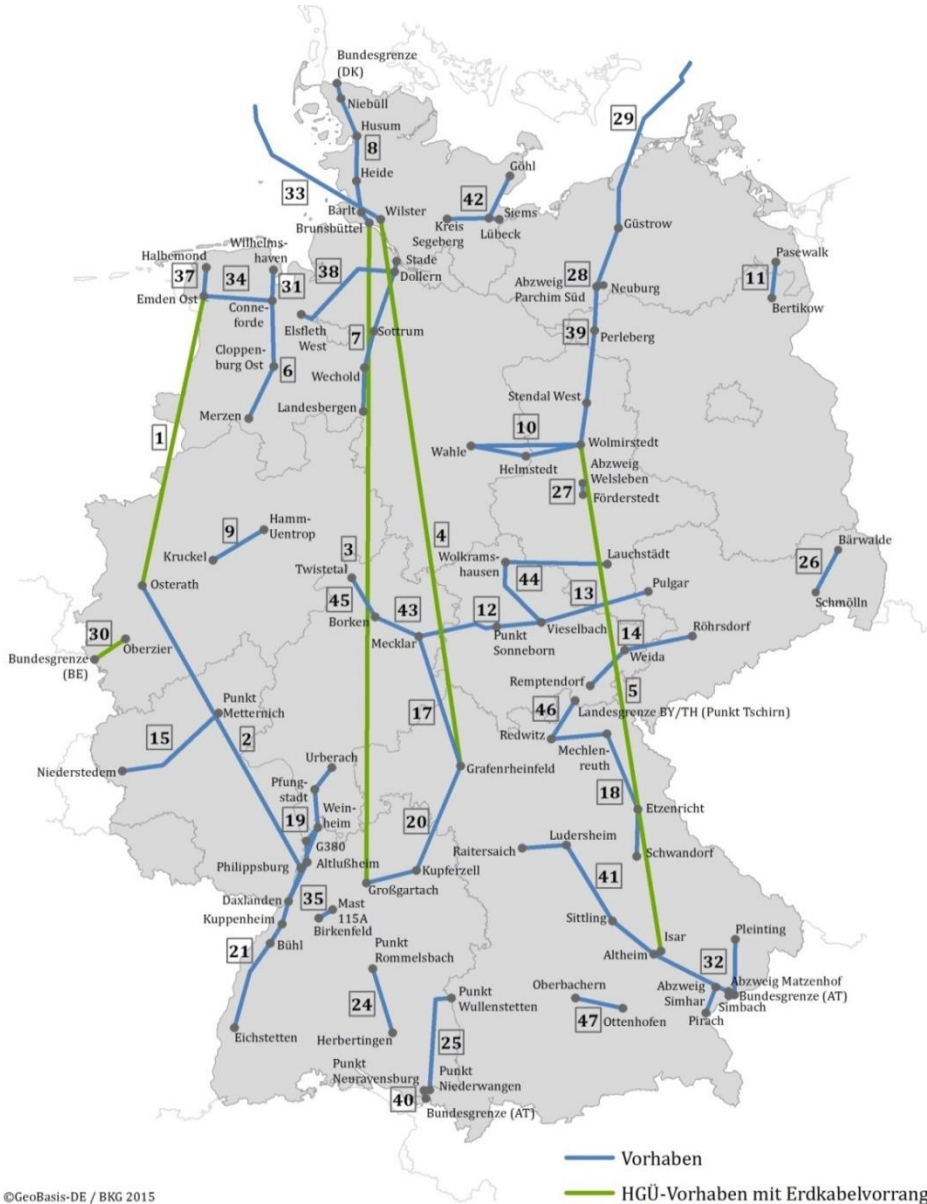 Bundesgrenze
(DK)
Niebüll
29
Husum
8
Göhl
Heide
33
42
Barlt
Wilster
Siems
Brunsbüttel
Kreis
Segeberg
Lübeck
Güstrow
Wilhelms-
haven
Halbemond
Stade
Pasewalk
37
34
38
Dollern
28
11
31
Abzweig
Parchim Süd
Neuburg
Emden Ost
Conne-
forde
Bertikow
Elsfleth
West
7
Sottrum
39
Perleberg
Cloppen-
burg Ost
6
Wechold
Stendal West
Merzen
Landesbergen
10
1
Wahle
Wolmirstedt
Helmstedt
Abzweig
Welsleben
27
Förderstedt
Hamm-
Uentrop
9
4
Bärwalde
Kruckel
3
Wolkrams-
hausen
Lauchstädt
26
Twistetal
44
Osterath
13
Pulgar
45
43
Schmölln
12
Borken
30
Mecklar
Punkt
Sonneborn
Vieselbach
Oberzier
14
Röhrsdorf
Bundesgrenze
(BE)
Weida
Remptendorf
5
Punkt
Metternich
17
46
Landesgrenze BY/TH (Punkt Tschirn)
15
2
Redwitz
Mechlen-
reuth
Urberach
Niederstedem
Grafenrheinfeld
Pfung-
stadt
18
19
Wein-
heim
20
Etzenricht
G380
Ludersheim
Raitersaich
Schwandorf
Altlußheim
Philippsburg
Kupferzell
Großgartach
41
35
Daxlanden
Mast
115A
Kuppenheim
Birkenfeld
Sittling
21
Bühl
Isar
Pleinting
Punkt
Rommelsbach
Altheim
32
Oberbachern
Abzweig
Simhar
Abzweig Matzenhof
Bundesgrenze (AT)
Simbach
Punkt
Wullenstetten
24
47
Ottenhofen
Pirach
Eichstetten
Herbertingen
25
Punkt
Neuravensburg
Punkt
Niederwangen
40
Bundesgrenze (AT)
Vorhaben
HGÜ-Vorhaben mit Erdkabelvorrang
©GeoBasis-DE / BKG 2015